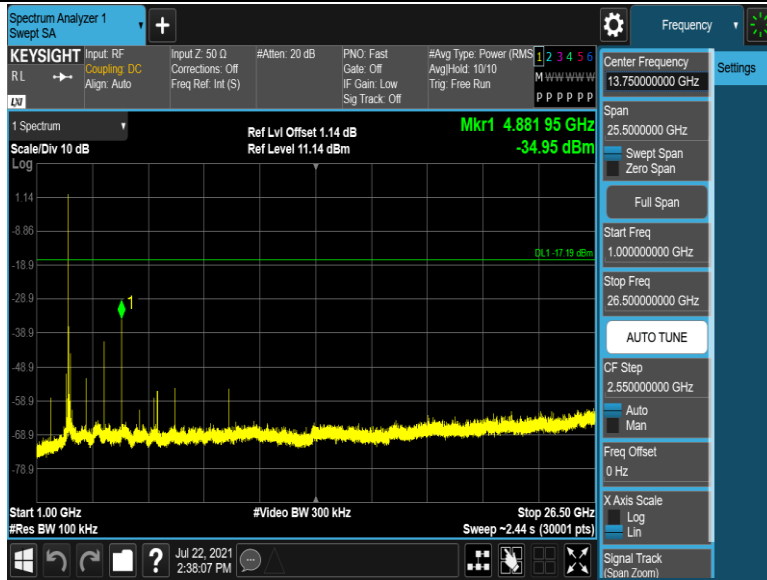 Spectrum Analyzer 1
Swept SA
+
Frequency
KEYSIGHT
RL
LXI
Input: RF
Coupling: DC
Align: Auto
Input Z: 50 Ω
Corrections: Off
Freq Ref: Int (S)
#Atten: 20 dB
PNO: Fast
Gate: Off
IF Gain: Low
Sig Track: Off
#Avg Type: Power (RMS
Avg|Hold: 10/10
Trig: Free Run
1 2 3 4 5 6
M W W W W W
P P P P P P
Center Frequency
13.750000000 GHz
Settings
Span
25.5000000 GHz
Swept Span
Zero Span
Full Span
Start Freq
1.000000000 GHz
Stop Freq
26.500000000 GHz
AUTO TUNE
CF Step
2.550000000 GHz
Auto
Man
Freq Offset
0 Hz
X Axis Scale
Log
Lin
Signal Track
(Span Zoom)
1 Spectrum
Scale/Div 10 dB
Log
Ref Lvl Offset 1.14 dB
Ref Level 11.14 dBm
Mkr1 4.881 95 GHz
-34.95 dBm
1.14
-8.86
-18.9
-28.9
-38.9
-48.9
-58.9
-68.9
-78.9
DL1 -17.19 dBm
1
Start 1.00 GHz
#Res BW 100 kHz
#Video BW 300 kHz
Stop 26.50 GHz
Sweep ~2.44 s (30001 pts)
?
Jul 22, 2021
2:38:07 PM